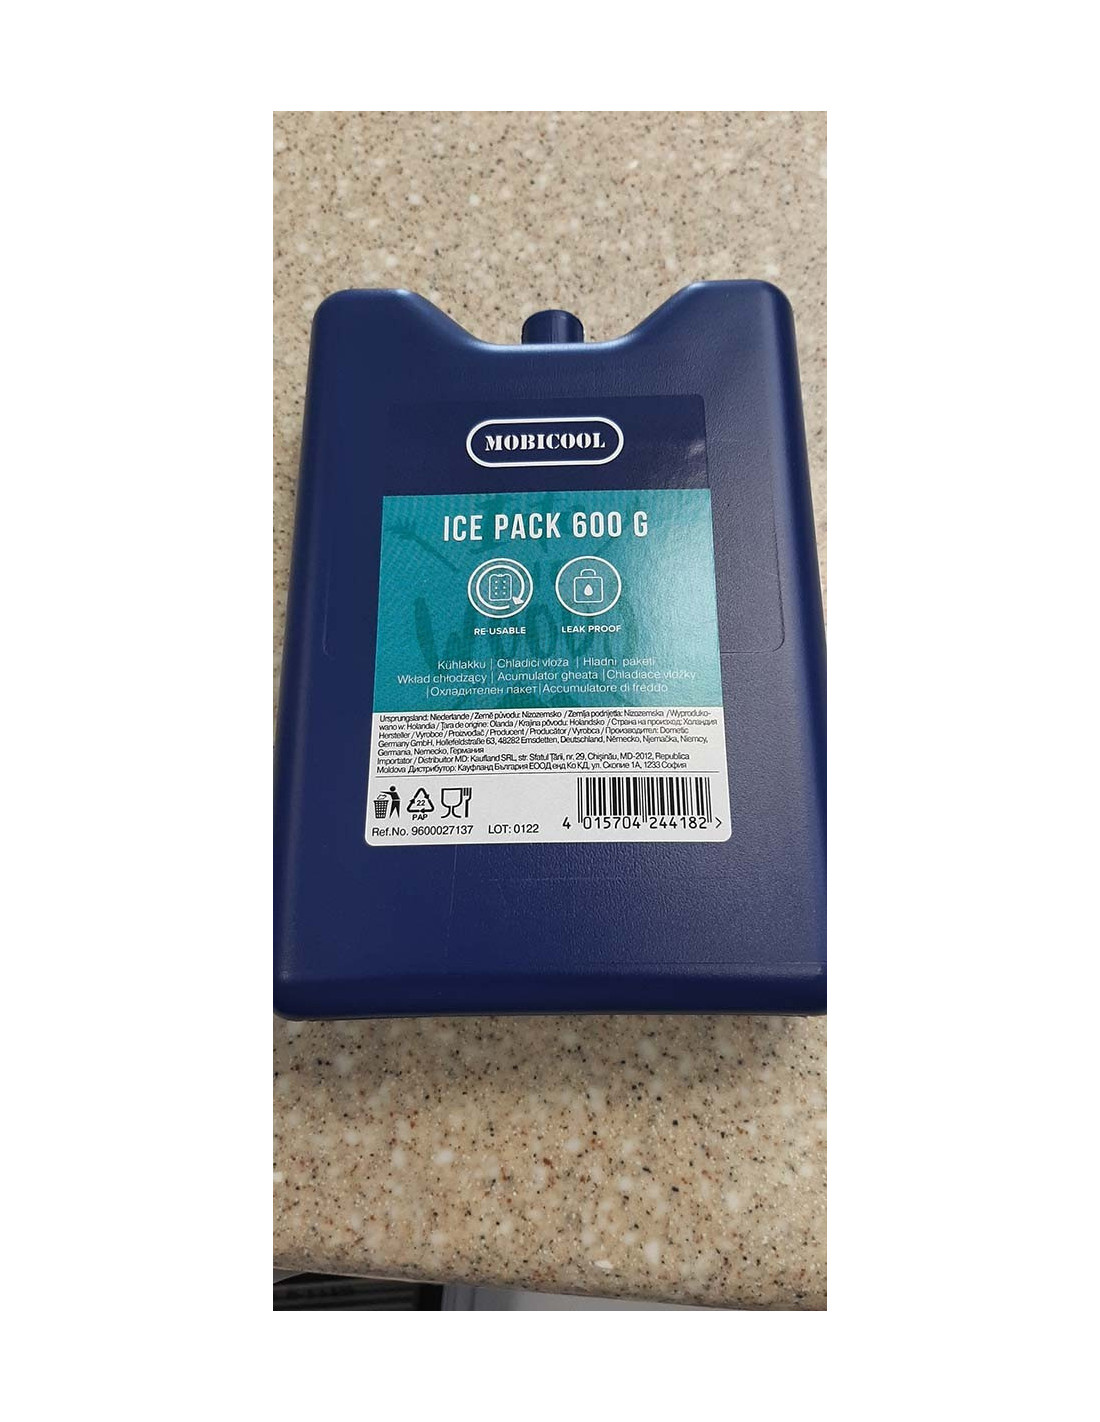 MOBICOOL
ICE PACK 600 G
RE-USABLE
LEAK PROOF
Kühlakku | Chladící vloža | Hladni paketi
Wkład chłodzący | Acumulator gheata | Chladiace vložky
| Охладителен пакет | Accumulatore di freddo
Ursprungsland: Niederlande / Země původu: Nizozemsko / Zemlja podrijetla: Nizozemska / Wyproduko-
wano w: Holandia / Țara de origine: Olanda / Krajina pôvodu: Holandsko / Страна на произход: Холандия
Hersteller / Výrobce / Proizvođač / Producent / Producător / Výrobca / Производител: Dometic
Germany GmbH, Hollefeldstraße 63, 48282 Emsdetten, Deutschland, Německo, Njemačka, Niemcy,
Germania, Nemecko, Германия
Importator / Distribuitor MD: Kaufland SRL, str. Sfatul Țării, nr. 29, Chișinău, MD-2012, Republica
Moldova Дистрибутор: Кауфланд България ЕООД енд Ко КД, ул. Скопие 1А, 1233 София
22
PAP
Ref.No. 9600027137 LOT: 0122
4 015704 244182 >